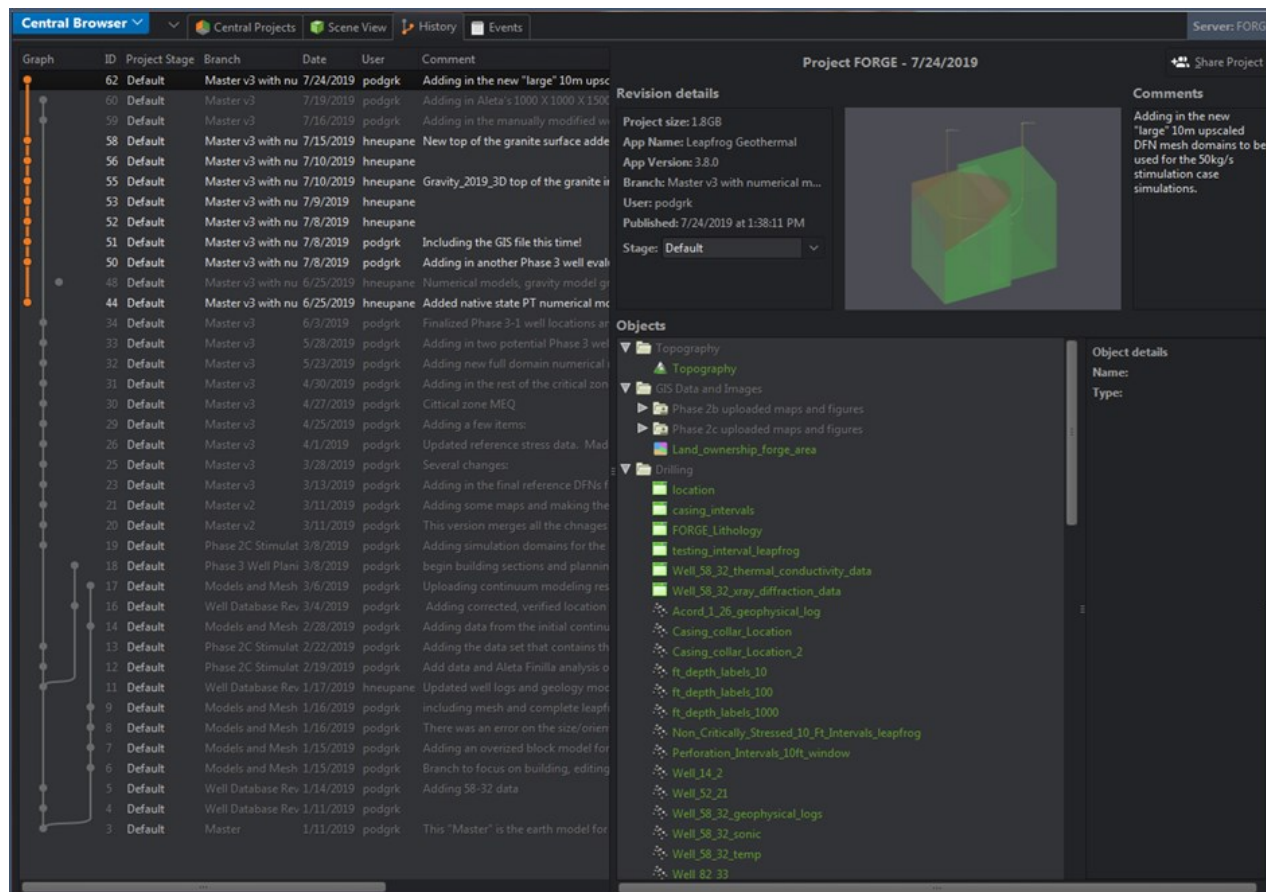 Central Browser
Central Projects
Scene View
History
Events
Server: FORG
Graph ID Project Stage Branch Date User Comment
62 Default Master v3 with nu 7/24/2019 podgrk Adding in the new "large" 10m upsc
60 Default Master v3 7/19/2019 podgrk Adding in Aleta's 1000 X 1000 X 1500
59 Default Master v3 7/16/2019 podgrk Adding in the manually modified w
58 Default Master v3 with nu 7/15/2019 hneupane New top of the granite surface adde
56 Default Master v3 with nu 7/10/2019 hneupane
55 Default Master v3 with nu 7/10/2019 hneupane Gravity_2019_3D top of the granite i
53 Default Master v3 with nu 7/9/2019 hneupane
52 Default Master v3 with nu 7/8/2019 hneupane
51 Default Master v3 with nu 7/8/2019 podgrk Including the GIS file this time!
50 Default Master v3 with nu 7/8/2019 podgrk Adding in another Phase 3 well eval
48 Default Master v3 with nu 6/25/2019 hneupane Numerical models, gravity model g
44 Default Master v3 with nu 6/25/2019 hneupane Added native state PT numerical mo
34 Default Master v3 6/3/2019 podgrk Finalized Phase 3-1 well locations a
33 Default Master v3 5/28/2019 podgrk Adding in two potential Phase 3 wel
32 Default Master v3 5/23/2019 podgrk Adding new full domain numerical
31 Default Master v3 4/30/2019 podgrk Adding in the rest of the critical zon
30 Default Master v3 4/27/2019 podgrk Cittical zone MEQ
29 Default Master v3 4/25/2019 podgrk Adding a few items:
26 Default Master v3 4/1/2019 podgrk Updated reference stress data. Mad
25 Default Master v3 3/28/2019 podgrk Several changes:
23 Default Master v3 3/13/2019 podgrk Adding in the final reference DFNs f
21 Default Master v2 3/11/2019 podgrk Adding some maps and making the
20 Default Master v2 3/11/2019 podgrk This version merges all the chnages
19 Default Phase 2C Stimulat 3/8/2019 podgrk Adding simulation domains for the
18 Default Phase 3 Well Plani 3/8/2019 podgrk begin building sections and plannin
17 Default Models and Mesh 3/6/2019 podgrk Uploading continuum modeling res
16 Default Well Database Rev 3/4/2019 podgrk Adding corrected, verified location
14 Default Models and Mesh 2/28/2019 podgrk Adding data from the initial continu
13 Default Phase 2C Stimulat 2/22/2019 podgrk Adding the data set that contains th
12 Default Phase 2C Stimulat 2/19/2019 podgrk Add data and Aleta Finilla analysis o
11 Default Well Database Rev 1/17/2019 hneupane Updated well logs and geology mod
9 Default Models and Mesh 1/16/2019 podgrk including mesh and complete leapf
8 Default Models and Mesh 1/16/2019 podgrk There was an error on the size/orien
7 Default Models and Mesh 1/15/2019 podgrk Adding an overized block model for
6 Default Models and Mesh 1/15/2019 podgrk Branch to focus on building, editing
5 Default Well Database Rev 1/14/2019 podgrk Adding 58-32 data
4 Default Well Database Rev 1/11/2019 podgrk
3 Default Master 1/11/2019 podgrk This "Master" is the earth model for
Project FORGE - 7/24/2019
Share Project
Revision details
Project size: 1.8GB
App Name: Leapfrog Geothermal
App Version: 3.8.0
Branch: Master v3 with numerical m...
User: podgrk
Published: 7/24/2019 at 1:38:11 PM
Stage: Default
Comments
Adding in the new
"large" 10m upscaled
DFN mesh domains to be
used for the 50kg/s
stimulation case
simulations.
Objects
Topography
Topography
GIS Data and Images
Phase 2b uploaded maps and figures
Phase 2c uploaded maps and figures
Land_ownership_forge_area
Drilling
location
casing_intervals
FORGE_Lithology
testing_interval_leapfrog
Well_58_32_thermal_conductivity_data
Well_58_32_xray_diffraction_data
Acord_1_26_geophysical_log
Casing_collar_Location
Casing_collar_Location_2
ft_depth_labels_10
ft_depth_labels_100
ft_depth_labels_1000
Non_Critically_Stressed_10_Ft_Intervals_leapfrog
Perforation_Intervals_10ft_window
Well_14_2
Well_52_21
Well_58_32_geophysical_logs
Well_58_32_sonic
Well_58_32_temp
Well_82_33
Object details
Name:
Type: